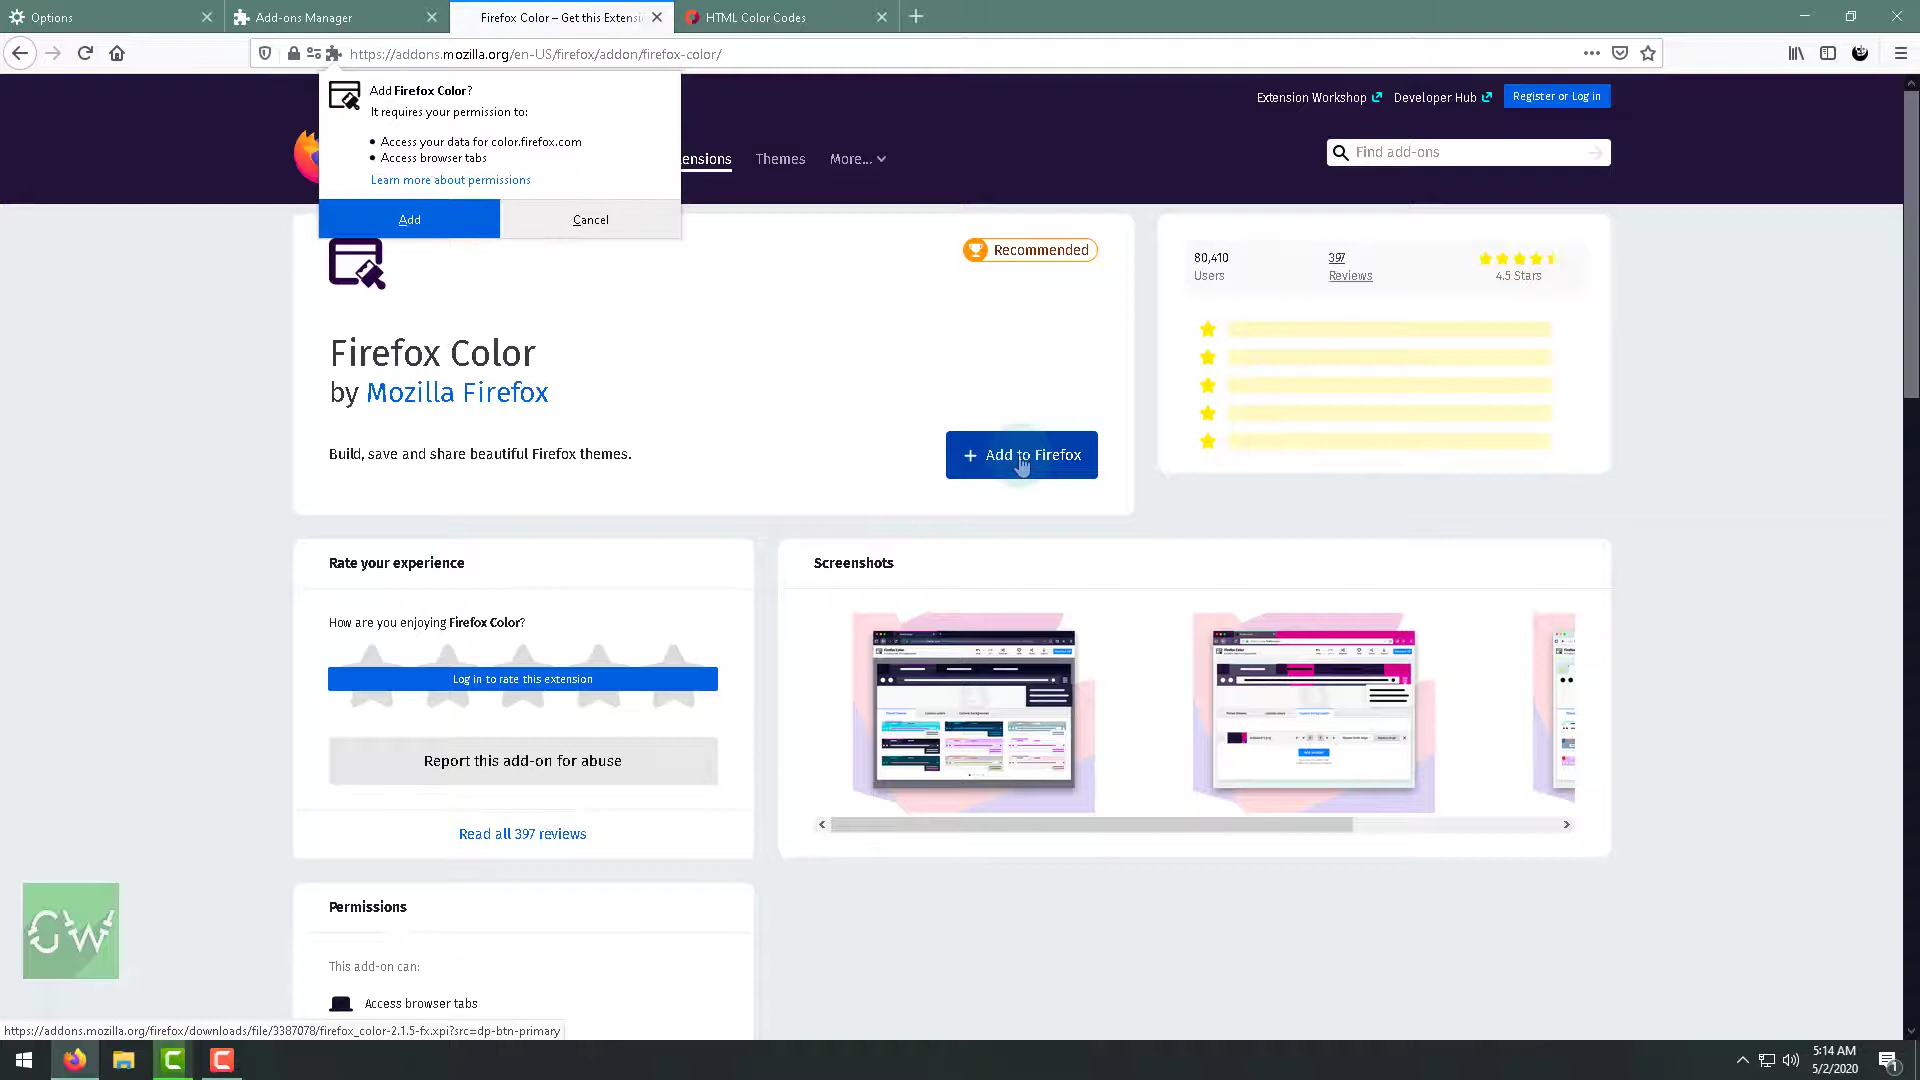 Options
Add-ons Manager
Firefox Color – Get this Extensi
HTML Color Codes
https://addons.mozilla.org/en-US/firefox/addon/firefox-color/
Add Firefox Color?
It requires your permission to:
Access your data for color.firefox.com
Access browser tabs
Learn more about permissions
Add
Cancel
Extension Workshop
Developer Hub
Register or Log in
ensions
Themes
More...
Find add-ons
Recommended
Firefox Color
by Mozilla Firefox
Build, save and share beautiful Firefox themes.
+ Add to Firefox
80,410
Users
397
Reviews
4.5 Stars
Rate your experience
How are you enjoying Firefox Color?
Log in to rate this extension
Report this add-on for abuse
Read all 397 reviews
Screenshots
Permissions
This add-on can:
Access browser tabs
https://addons.mozilla.org/firefox/downloads/file/3387078/firefox_color-2.1.5-fx.xpi?src=dp-btn-primary
5:14 AM
5/2/2020
1